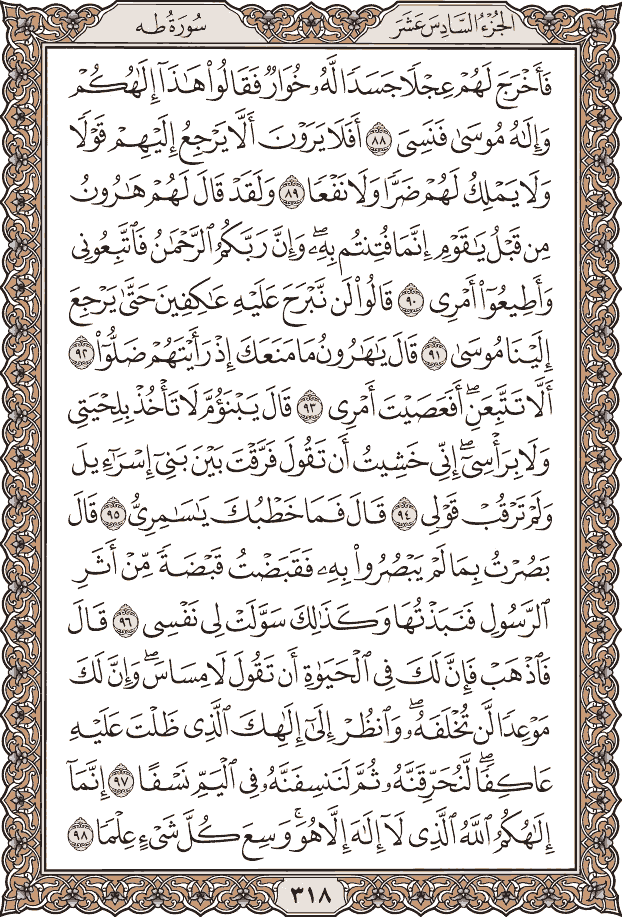 الجُزْءُ السَّادِسَ عَشَرَ
سُورَةُ طه
فَأَخْرَجَ لَهُمْ عِجْلًا جَسَدًا لَّهُۥ خُوَارٌ فَقَالُوا۟ هَٰذَآ إِلَٰهُكُمْ
وَإِلَٰهُ مُوسَىٰ فَنَسِىَ ٨٨ أَفَلَا يَرَوْنَ أَلَّا يَرْجِعُ إِلَيْهِمْ قَوْلًا
وَلَا يَمْلِكُ لَهُمْ ضَرًّا وَلَا نَفْعًا ٨٩ وَلَقَدْ قَالَ لَهُمْ هَٰرُونُ
مِن قَبْلُ يَٰقَوْمِ إِنَّمَا فُتِنتُم بِهِۦ ۖ وَإِنَّ رَبَّكُمُ ٱلرَّحْمَٰنُ فَٱتَّبِعُونِى
وَأَطِيعُوٓا۟ أَمْرِى ٩٠ قَالُوا۟ لَن نَّبْرَحَ عَلَيْهِ عَٰكِفِينَ حَتَّىٰ يَرْجِعَ
إِلَيْنَا مُوسَىٰ ٩١ قَالَ يَٰهَٰرُونُ مَا مَنَعَكَ إِذْ رَأَيْتَهُمْ ضَلُّوٓا۟ ٩٢
أَلَّا تَتَّبِعَنِ ۖ أَفَعَصَيْتَ أَمْرِى ٩٣ قَالَ يَبْنَؤُمَّ لَا تَأْخُذْ بِلِحْيَتِى
وَلَا بِرَأْسِىٓ ۖ إِنِّى خَشِيتُ أَن تَقُولَ فَرَّقْتَ بَيْنَ بَنِىٓ إِسْرَٰٓءِيلَ
وَلَمْ تَرْقُبْ قَوْلِى ٩٤ قَالَ فَمَا خَطْبُكَ يَٰسَٰمِرِىُّ ٩٥ قَالَ
بَصُرْتُ بِمَا لَمْ يَبْصُرُوا۟ بِهِۦ فَقَبَضْتُ قَبْضَةً مِّنْ أَثَرِ
ٱلرَّسُولِ فَنَبَذْتُهَا وَكَذَٰلِكَ سَوَّلَتْ لِى نَفْسِى ٩٦ قَالَ
فَٱذْهَبْ فَإِنَّ لَكَ فِى ٱلْحَيَوٰةِ أَن تَقُولَ لَا مِسَاسَ ۖ وَإِنَّ لَكَ
مَوْعِدًا لَّن تُخْلَفَهُۥ ۖ وَٱنظُرْ إِلَىٰٓ إِلَٰهِكَ ٱلَّذِى ظَلْتَ عَلَيْهِ
عَاكِفًا ۖ لَّنُحَرِّقَنَّهُۥ ثُمَّ لَنَنسِفَنَّهُۥ فِى ٱلْيَمِّ نَسْفًا ٩٧ إِنَّمَآ
إِلَٰهُكُمُ ٱللَّهُ ٱلَّذِى لَآ إِلَٰهَ إِلَّا هُوَ ۚ وَسِعَ كُلَّ شَىْءٍ عِلْمًا ٩٨
٣١٨